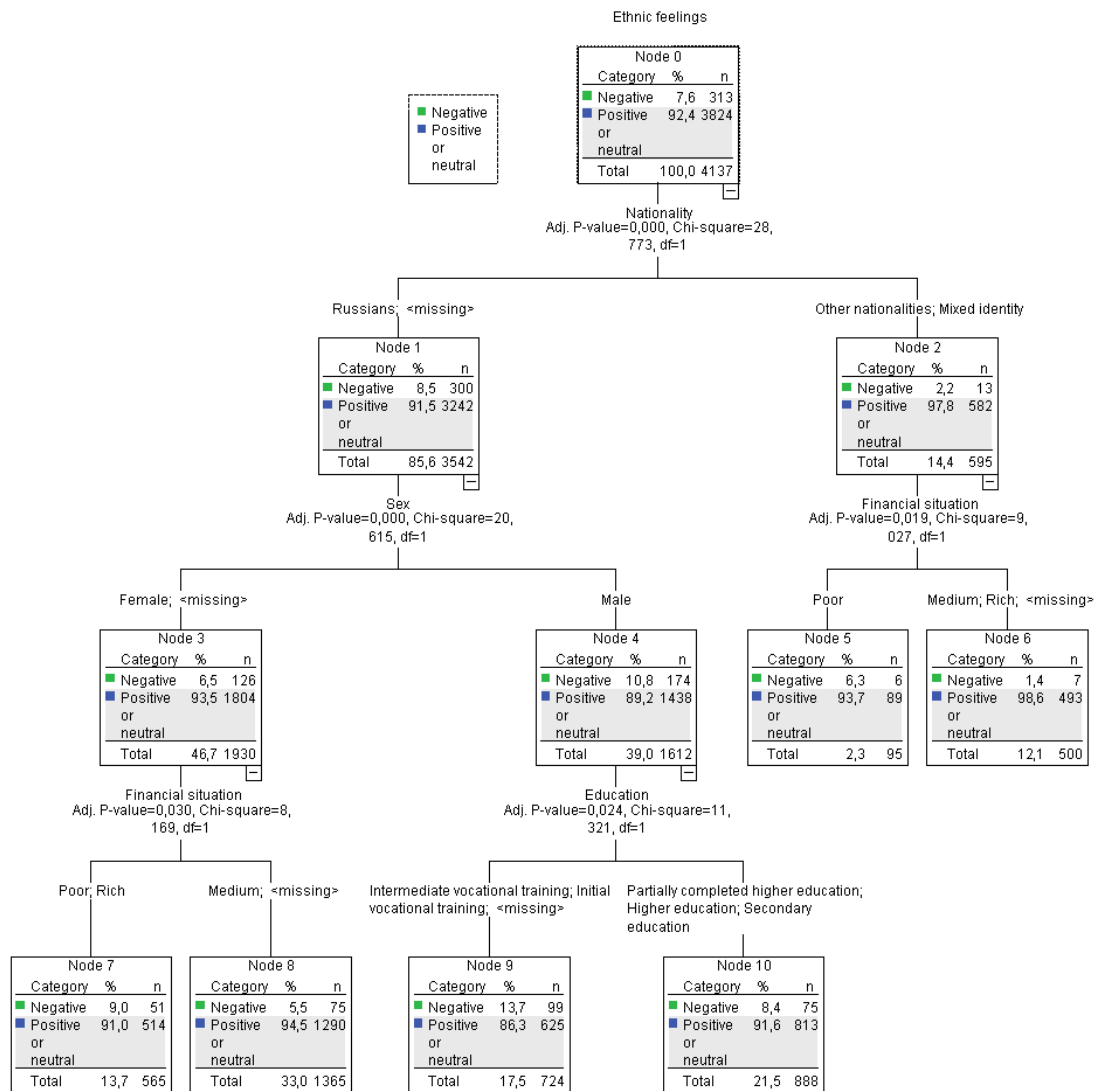 Ethnic feelings
Node 0
Category % n
Negative 7,6 313
Positive 92,4 3824
or
neutral
Total 100,0 4137
Negative
Positive
or
neutral
Nationality
Adj. P-value=0,000, Chi-square=28,
773, df=1
Russians; <missing>
Other nationalities; Mixed identity
Node 1
Category % n
Negative 8,5 300
Positive 91,5 3242
or
neutral
Total 85,6 3542
Node 2
Category % n
Negative 2,2 13
Positive 97,8 582
or
neutral
Total 14,4 595
Sex
Adj. P-value=0,000, Chi-square=20,
615, df=1
Financial situation
Adj. P-value=0,019, Chi-square=9,
027, df=1
Female; <missing>
Male
Poor
Medium; Rich; <missing>
Node 3
Category % n
Negative 6,5 126
Positive 93,5 1804
or
neutral
Total 46,7 1930
Node 4
Category % n
Negative 10,8 174
Positive 89,2 1438
or
neutral
Total 39,0 1612
Node 5
Category % n
Negative 6,3 6
Positive 93,7 89
or
neutral
Total 2,3 95
Node 6
Category % n
Negative 1,4 7
Positive 98,6 493
or
neutral
Total 12,1 500
Financial situation
Adj. P-value=0,030, Chi-square=8,
169, df=1
Education
Adj. P-value=0,024, Chi-square=11,
321, df=1
Poor; Rich
Medium; <missing>
Intermediate vocational training; Initial
vocational training; <missing>
Partially completed higher education;
Higher education; Secondary
education
Node 7
Category % n
Negative 9,0 51
Positive 91,0 514
or
neutral
Total 13,7 565
Node 8
Category % n
Negative 5,5 75
Positive 94,5 1290
or
neutral
Total 33,0 1365
Node 9
Category % n
Negative 13,7 99
Positive 86,3 625
or
neutral
Total 17,5 724
Node 10
Category % n
Negative 8,4 75
Positive 91,6 813
or
neutral
Total 21,5 888